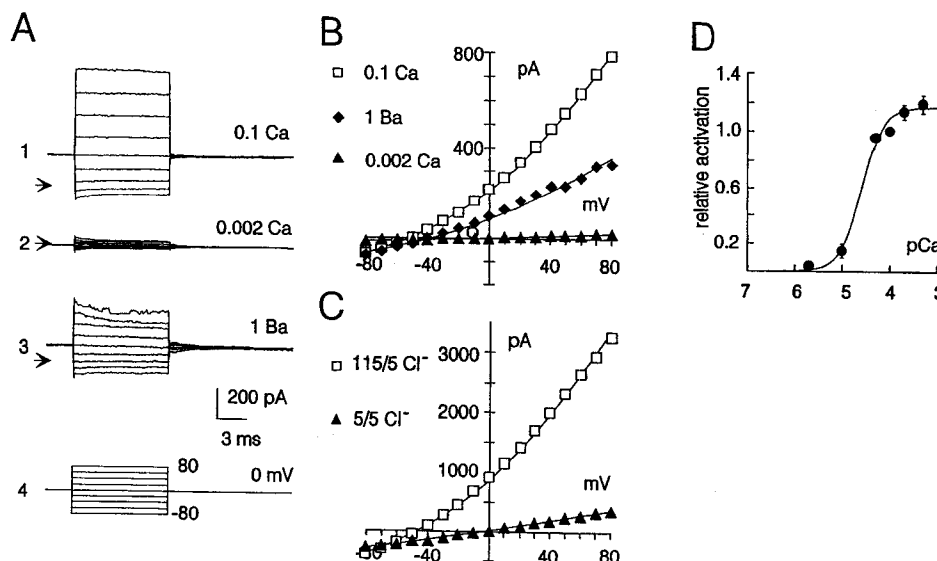 A
1
0.1 Ca
2
0.002 Ca
3
1 Ba
200 pA
3 ms
4
80
0 mV
-80
B
800
pA
0.1 Ca
1 Ba
400
0.002 Ca
mV
-80
-40
40
80
C
3000
pA
115/5 Cl⁻
2000
5/5 Cl⁻
1000
mV
-40
40
80
D
1.4
relative activation
1.0
0.6
0.2
pCa
7
6
5
4
3